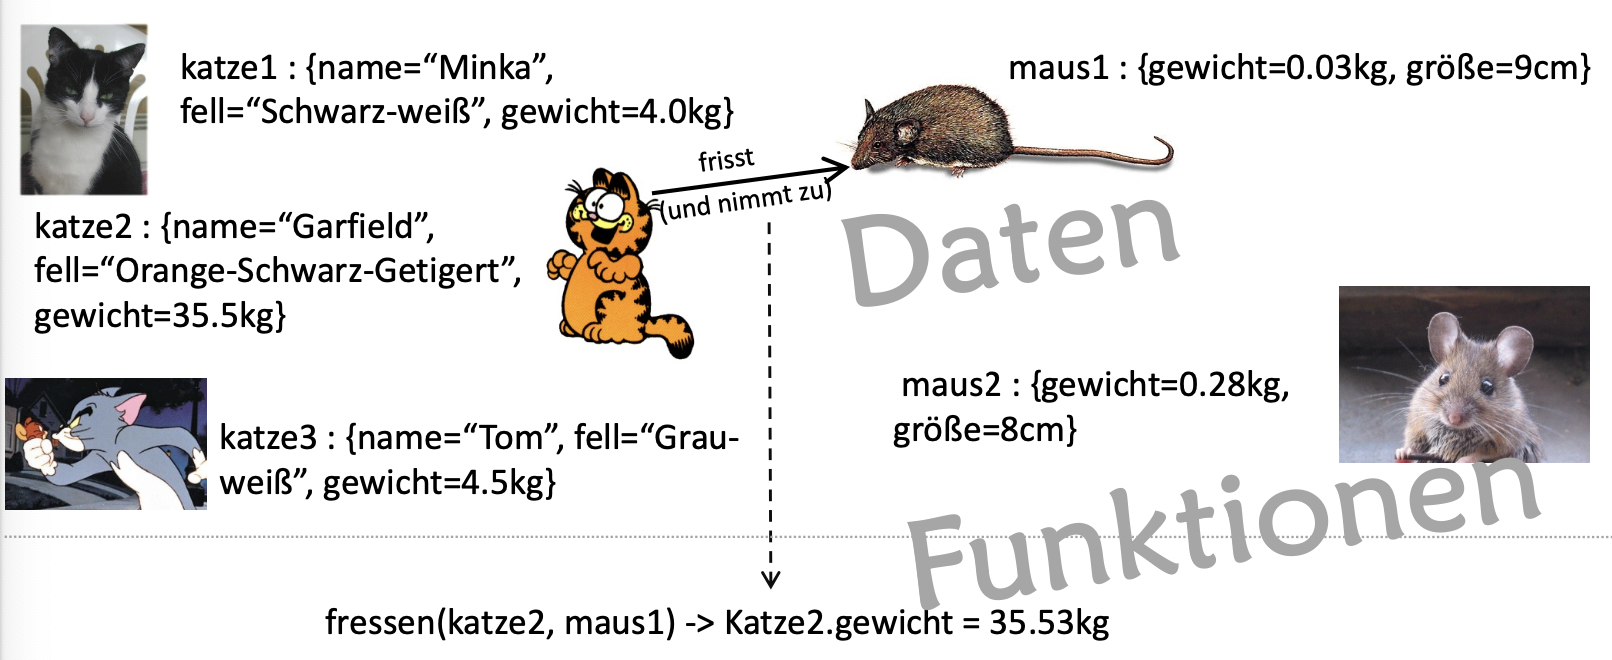 katze1 : {name=“Minka”,
fell=“Schwarz-weiß”, gewicht=4.0kg}
maus1 : {gewicht=0.03kg, größe=9cm}
frisst
(und nimmt zu)
katze2 : {name=“Garfield”,
fell=“Orange-Schwarz-Getigert”,
gewicht=35.5kg}
Daten
maus2 : {gewicht=0.28kg,
größe=8cm}
katze3 : {name=“Tom”, fell=“Grau-
weiß”, gewicht=4.5kg}
Funktionen
fressen(katze2, maus1) -> Katze2.gewicht = 35.53kg